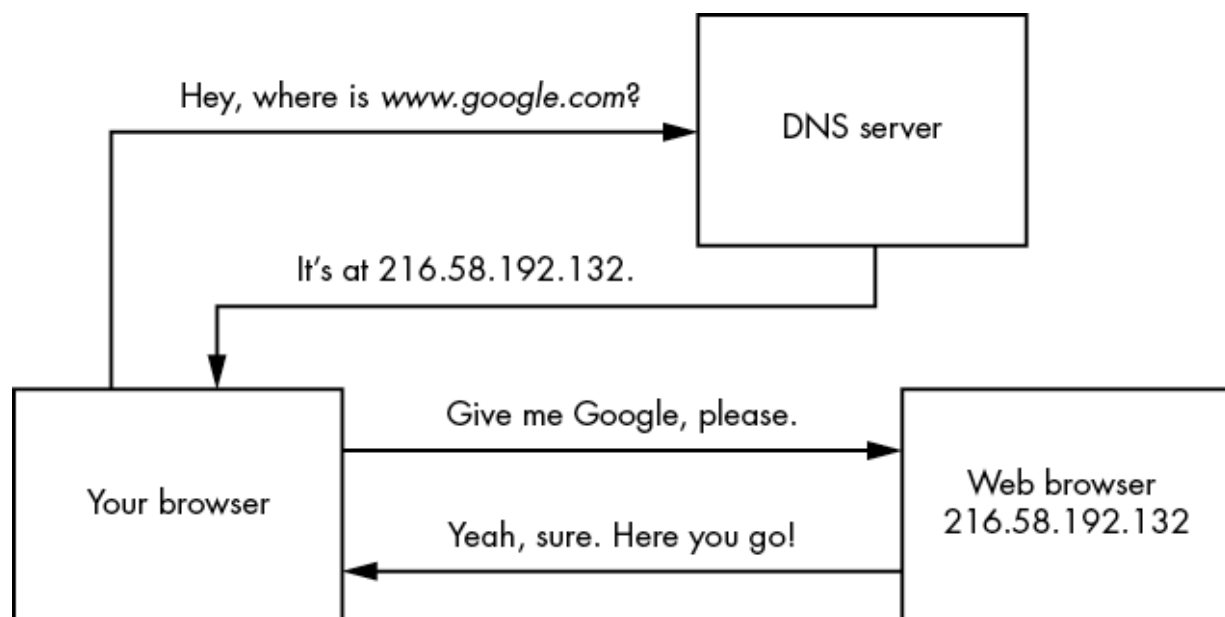 Hey, where is www.google.com?
DNS server
It's at 216.58.192.132.
Give me Google, please.
Your browser
Web browser
216.58.192.132
Yeah, sure. Here you go!